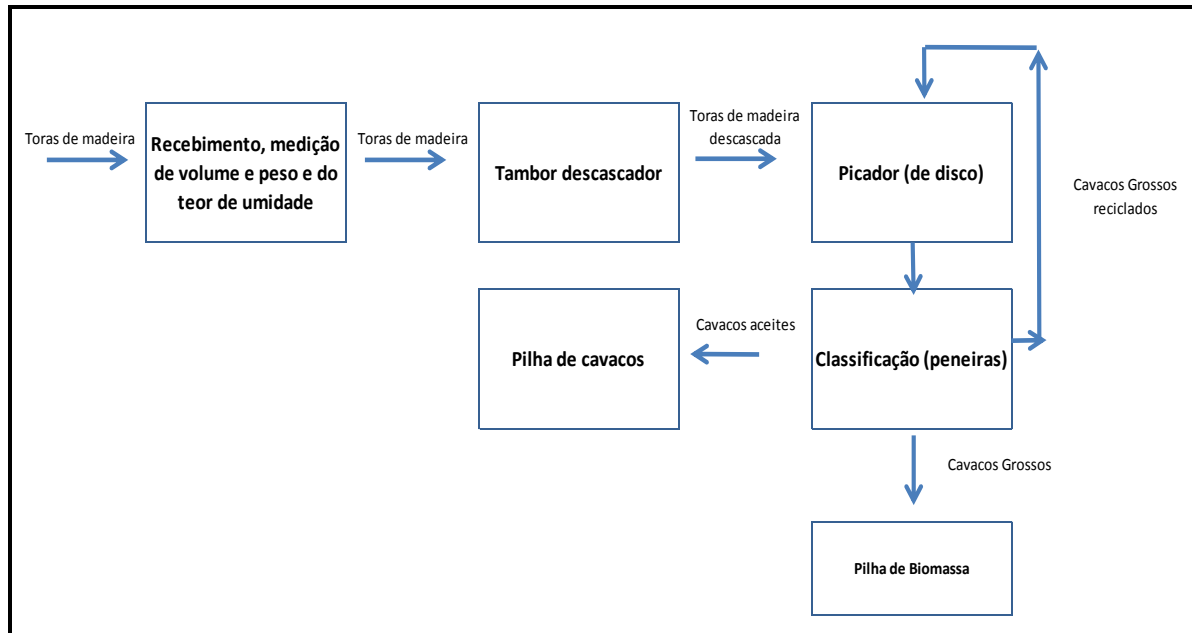 Toras de madeira
Recebimento, medição
de volume e peso e do
teor de umidade
Toras de madeira
Tambor descascador
Toras de madeira
descascada
Picador (de disco)
Cavacos Grossos
reciclados
Pilha de cavacos
Cavacos aceites
Classificação (peneiras)
Cavacos Grossos
Pilha de Biomassa